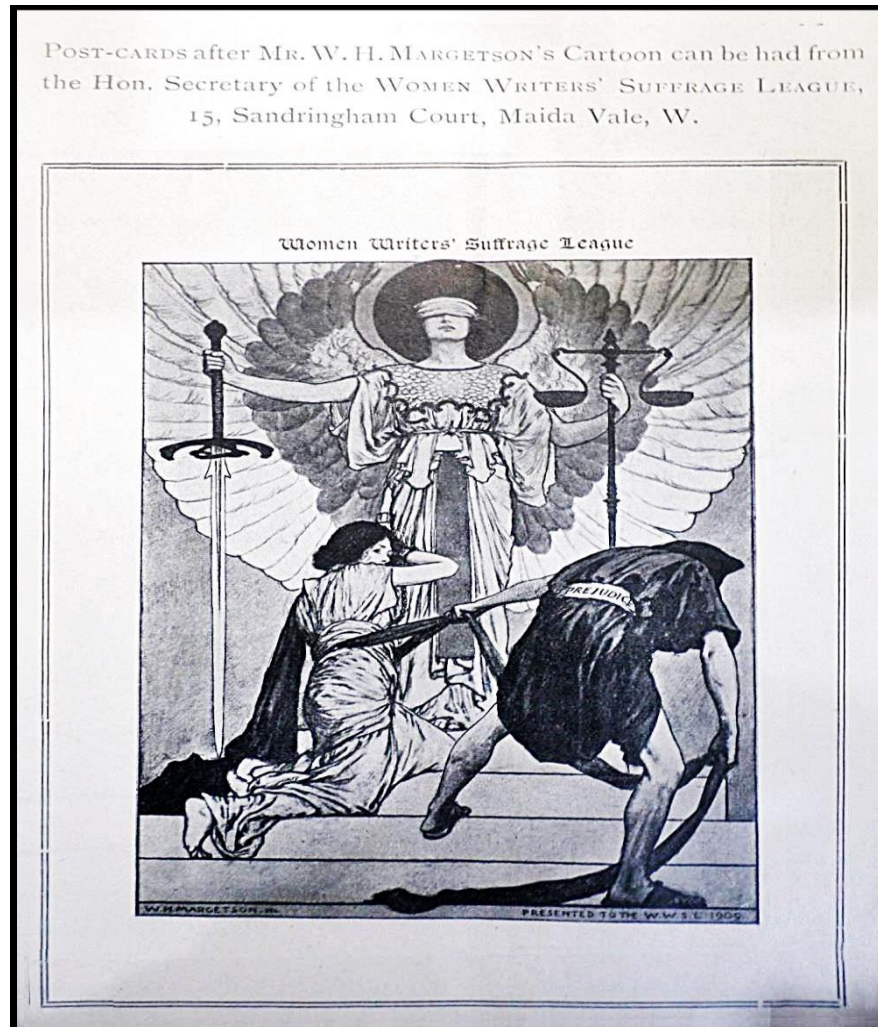 Post-cards after Mr. W. H. Margetson's Cartoon can be had from
the Hon. Secretary of the Women Writers' Suffrage League,
15, Sandringham Court, Maida Vale, W.
Women Writers' Suffrage League
PREJUDICE
W.H. MARGETSON.
PRESENTED TO THE W.W.S.L. 1909